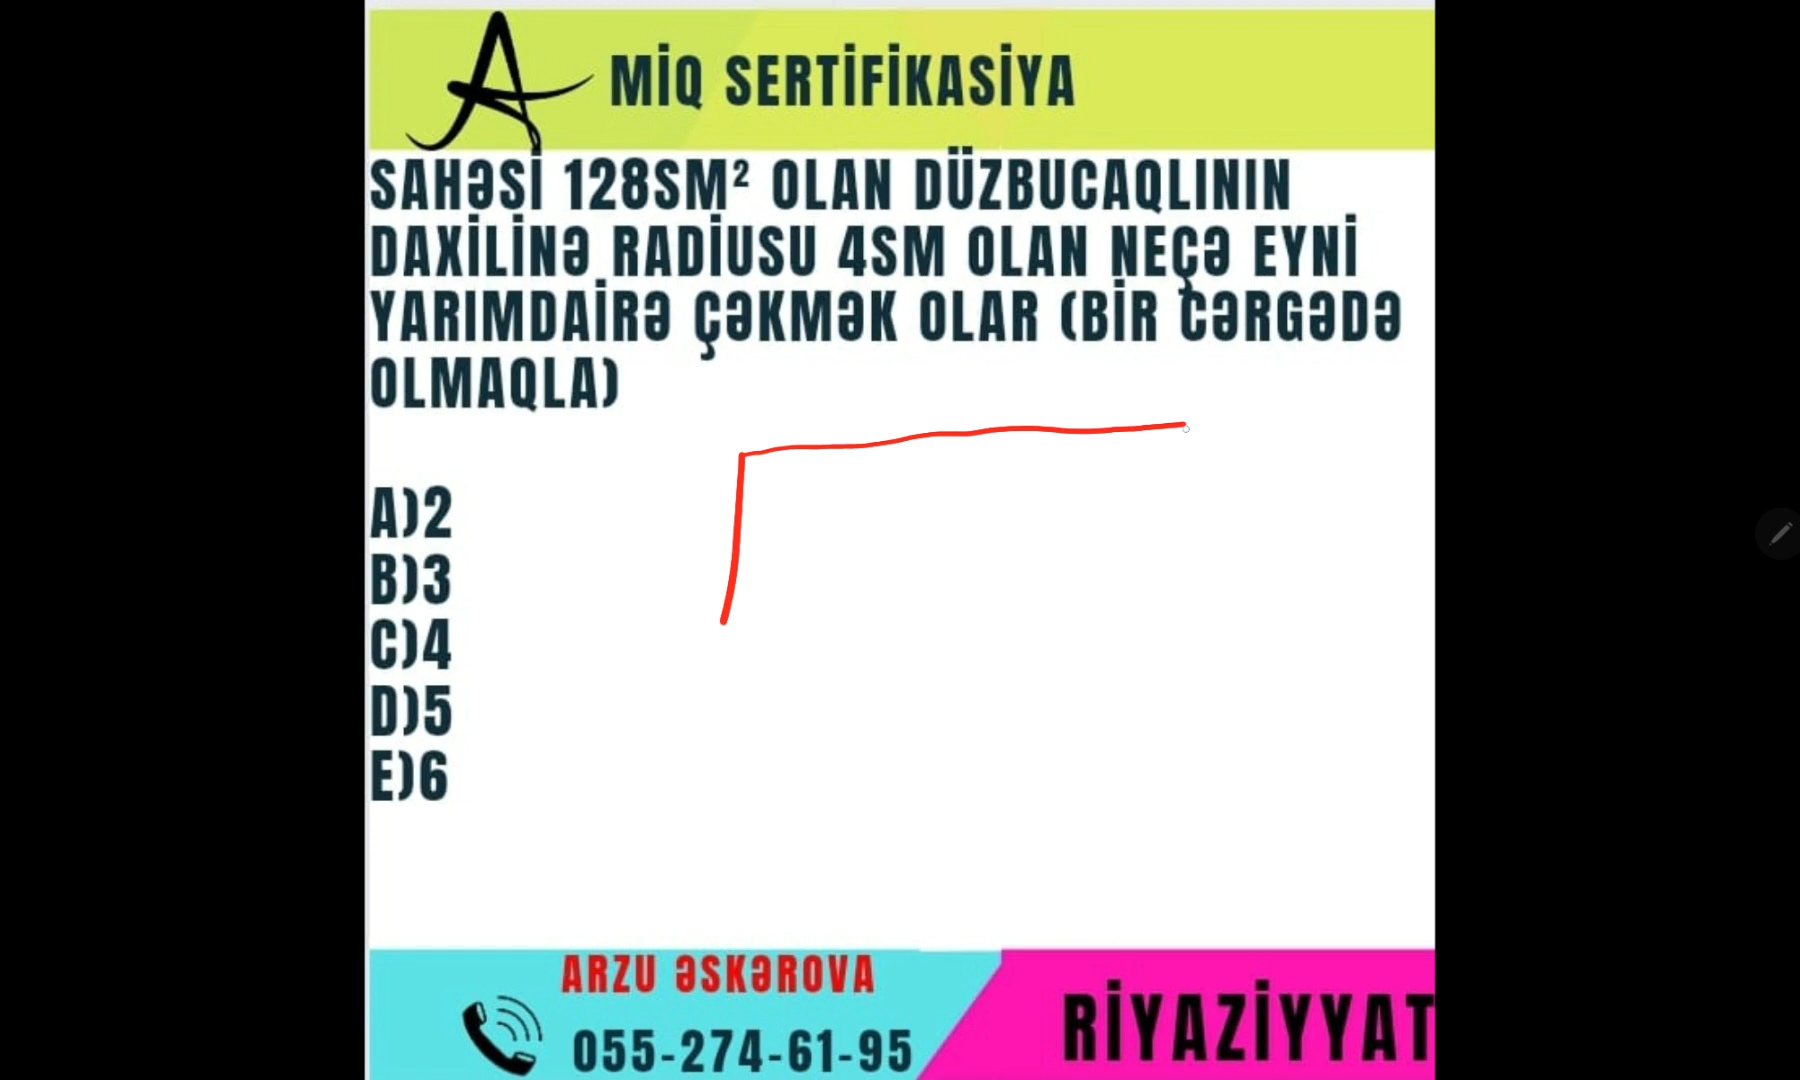 MİQ SERTİFİKASİYA
SAHƏSİ 128SM² OLAN DÜZBUCAQLININ
DAXİLİNƏ RADİUSU 4SM OLAN NEÇƏ EYNİ
YARIMDAİRƏ ÇƏKMƏK OLAR (BİR CƏRGƏDƏ
OLMAQLA)
A)2
B)3
C)4
D)5
E)6
ARZU ƏSKƏROVA
055-274-61-95
RİYAZİYYAT